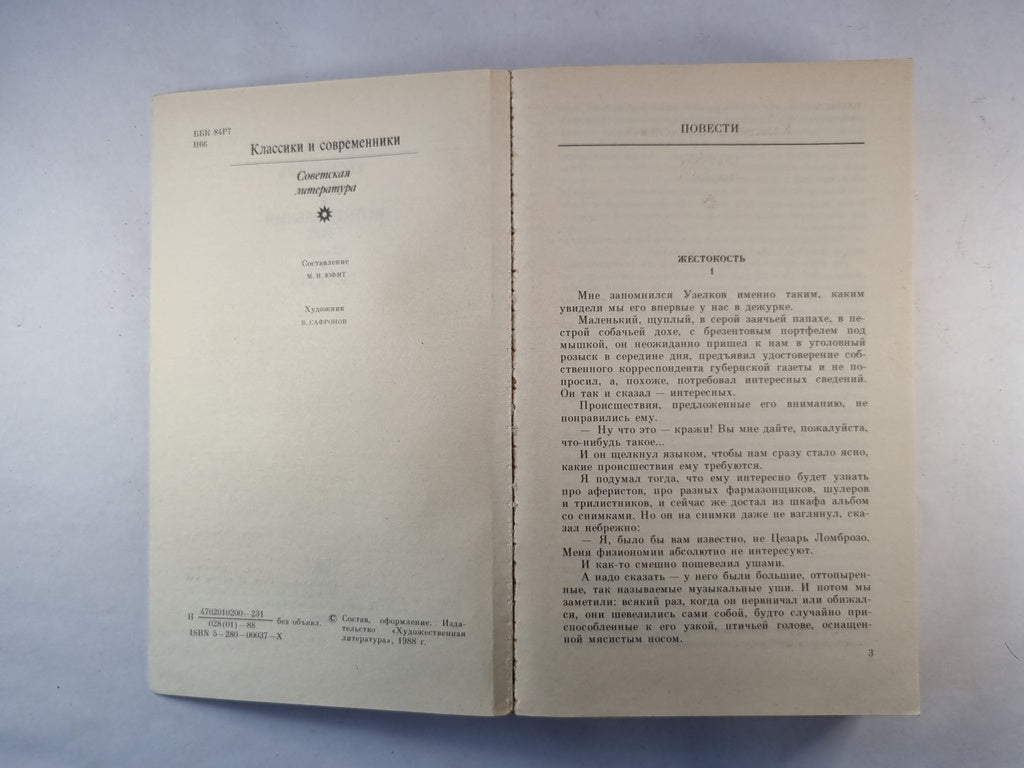 ББК 84Р7
Н66
Классики и современники
Советская
литература
Составление
М. И. ЮФИТ
Художник
В. САФРОНОВ
Н 4702010200—231
028(01)—88 без объявл.
ISBN 5—280—00037—X
© Состав, оформление. Изда-
тельство «Художественная
литература», 1988 г.
ПОВЕСТИ
ЖЕСТОКОСТЬ
1
Мне запомнился Узелков именно таким, каким
увидели мы его впервые у нас в дежурке.
Маленький, щуплый, в серой заячьей папахе, в пе-
строй собачьей дохе, с брезентовым портфелем под
мышкой, он неожиданно пришел к нам в уголовный
розыск в середине дня, предъявил удостоверение соб-
ственного корреспондента губернской газеты и не по-
просил, а, похоже, потребовал интересных сведений.
Он так и сказал — интересных.
Происшествия, предложенные его вниманию, не
понравились ему.
— Ну что это — кражи! Вы мне дайте, пожалуйста,
что-нибудь такое...
И он щелкнул языком, чтобы нам сразу стало ясно,
какие происшествия ему требуются.
Я подумал тогда, что ему интересно будет узнать
про аферистов, про разных фармазонщиков, шулеров
и трилистников, и сейчас же достал из шкафа альбом
со снимками. Но он на снимки даже не взглянул, ска-
зал небрежно:
— Я, было бы вам известно, не Цезарь Ломброзо.
Меня физиономии абсолютно не интересуют.
И как-то смешно пошевелил ушами.
А надо сказать — у него были большие, оттопырен-
ные, так называемые музыкальные уши. И потом мы
заметили: всякий раз, когда он нервничал или обижал-
ся, они шевелились сами собой, будто случайно при-
способленные к его узкой, птичьей голове, оснащен-
ной мясистым носом.
3